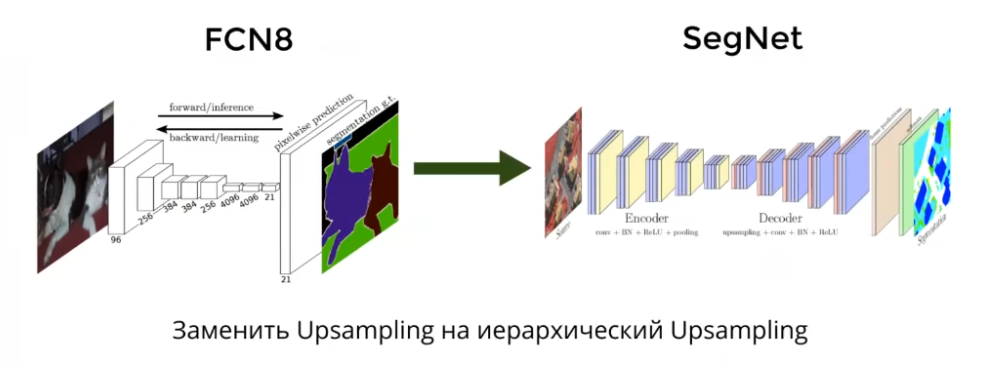 FCN8
SegNet
forward/inference
backward/learning
pixelwise prediction
segmentation g.t.
96
256
384
384
256
4096
4096
21
21
Encoder
conv + BN + ReLU + pooling
Decoder
upsampling + conv + BN + ReLU
Segmentation
Заменить Upsampling на иерархический Upsampling